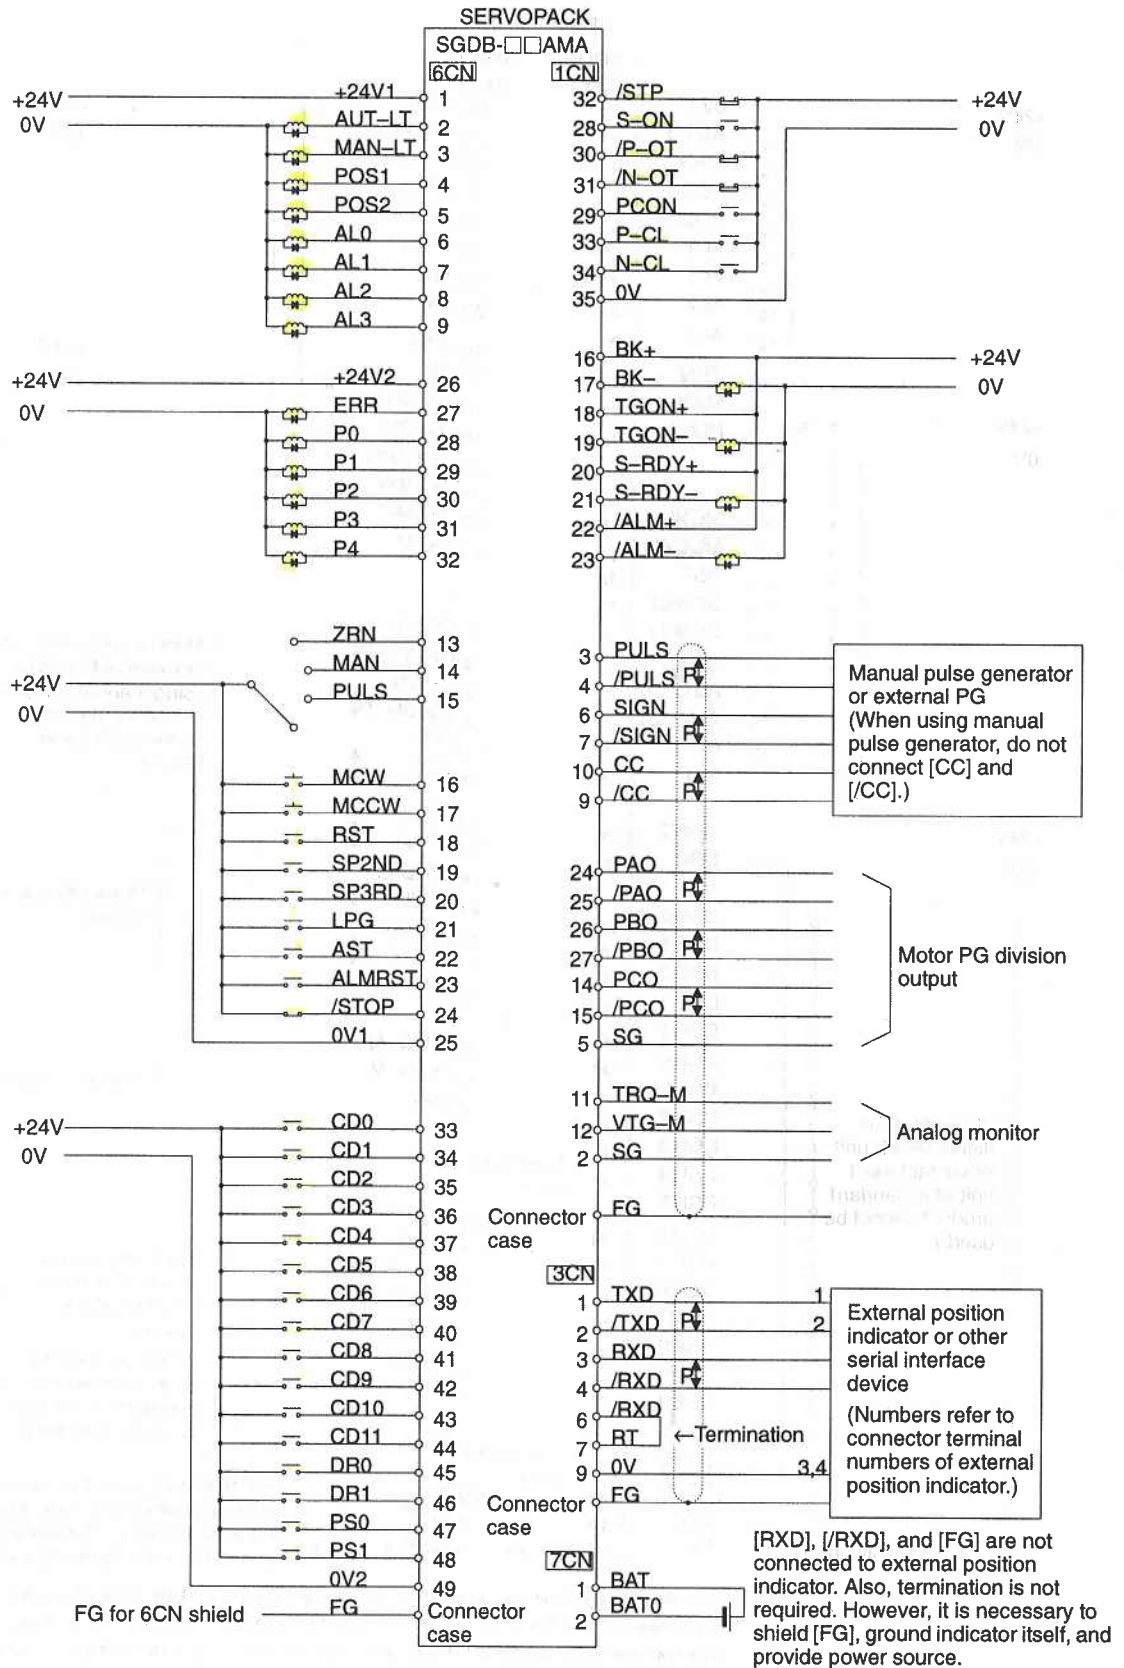 SERVOPACK
SGDB-□□AMA
6CN 1CN
+24V +24V1 1
0V AUT–LT 2
MAN–LT 3
POS1 4
POS2 5
AL0 6
AL1 7
AL2 8
AL3 9
+24V +24V2 26
0V ERR 27
P0 28
P1 29
P2 30
P3 31
P4 32
ZRN 13
MAN 14
+24V PULS 15
0V
MCW 16
MCCW 17
RST 18
SP2ND 19
SP3RD 20
LPG 21
AST 22
ALMRST 23
/STOP 24
0V1 25
+24V CD0 33
0V CD1 34
CD2 35
CD3 36
CD4 37
CD5 38
CD6 39
CD7 40
CD8 41
CD9 42
CD10 43
CD11 44
DR0 45
DR1 46
PS0 47
PS1 48
0V2 49
FG for 6CN shield FG Connector
case
32 /STP +24V
28 S–ON 0V
30 /P–OT
31 /N–OT
29 PCON
33 P–CL
34 N–CL
35 0V
16 BK+ +24V
17 BK– 0V
18 TGON+
19 TGON–
20 S–RDY+
21 S–RDY–
22 /ALM+
23 /ALM–
3 PULS
4 /PULS P
6 SIGN
7 /SIGN P
10 CC
9 /CC P
Manual pulse generator
or external PG
(When using manual
pulse generator, do not
connect [CC] and
[/CC].)
24 PAO
25 /PAO P
26 PBO
27 /PBO P
14 PCO
15 /PCO P
5 SG
Motor PG division
output
11 TRQ–M
12 VTG–M
2 SG
Analog monitor
Connector FG
case
3CN
1 TXD 1
2 /TXD P 2
3 RXD
4 /RXD P
6 /RXD
7 RT ←Termination
9 0V 3,4
Connector FG
case
External position
indicator or other
serial interface
device
(Numbers refer to
connector terminal
numbers of external
position indicator.)
7CN
1 BAT
2 BAT0
[RXD], [/RXD], and [FG] are not
connected to external position
indicator. Also, termination is not
required. However, it is necessary to
shield [FG], ground indicator itself, and
provide power source.